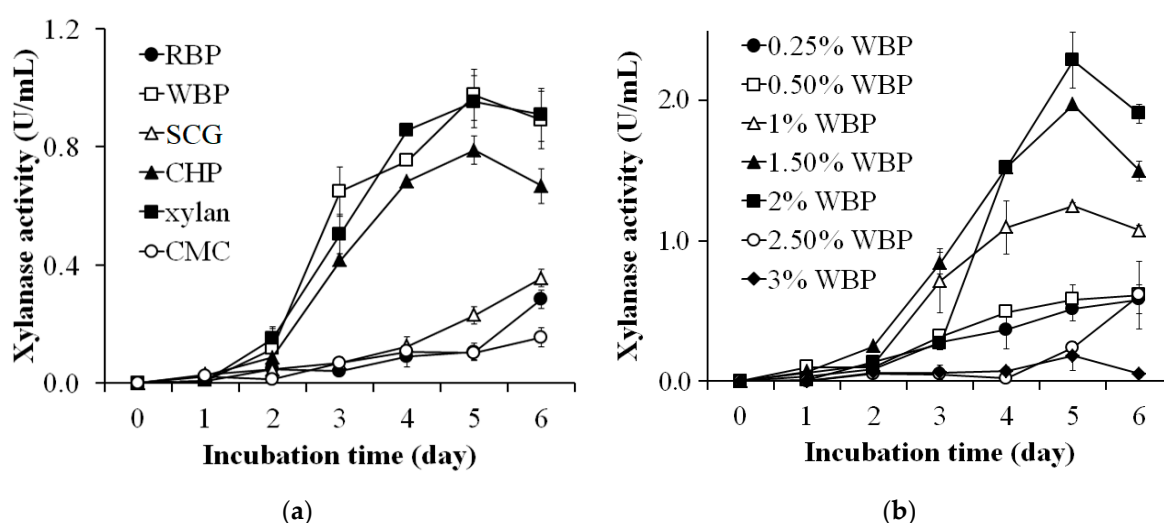 Xylanase activity (U/mL)
1.2
0.8
0.4
0.0
RBP
WBP
SCG
CHP
xylan
CMC
0 1 2 3 4 5 6
Incubation time (day)
(a)
Xylanase activity (U/mL)
2.0
1.0
0.0
0.25% WBP
0.50% WBP
1% WBP
1.50% WBP
2% WBP
2.50% WBP
3% WBP
0 1 2 3 4 5 6
Incubation time (day)
(b)